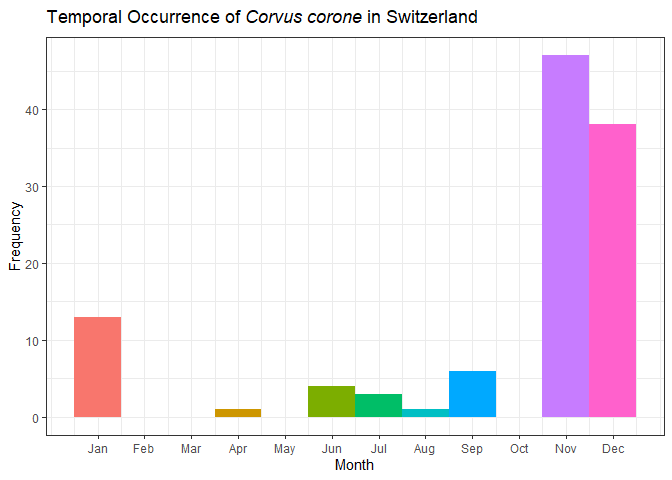 Temporal Occurrence of Corvus corone in Switzerland
Frequency
40
30
20
10
0
Jan Feb Mar Apr May Jun Jul Aug Sep Oct Nov Dec
Month